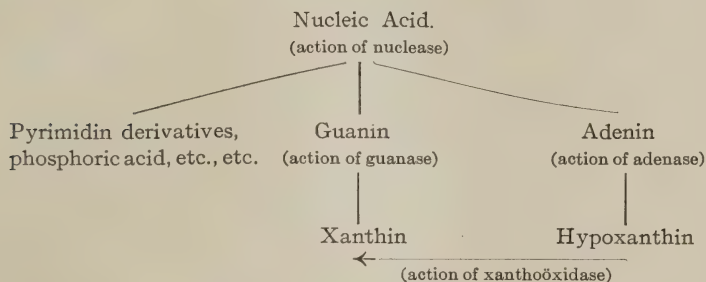 Nucleic Acid.
(action of nuclease)
Pyrimidin derivatives,
phosphoric acid, etc., etc.
Guanin
(action of guanase)
Adenin
(action of adenase)
Xanthin
Hypoxanthin
(action of xanthoöxidase)